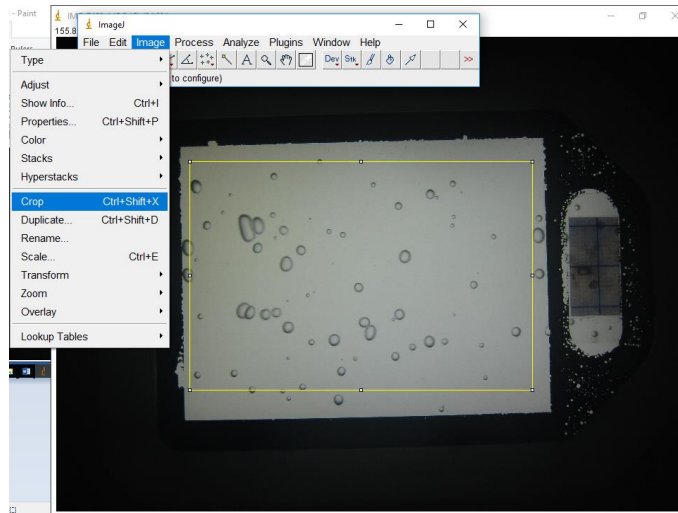 - Paint
IM
ImageJ
155.8
File Edit Image Process Analyze Plugins Window Help
Rulers
A Dev Stk >>
to configure)
Type
Adjust
Show Info... Ctrl+I
Properties... Ctrl+Shift+P
Color
Stacks
Hyperstacks
Crop Ctrl+Shift+X
Duplicate... Ctrl+Shift+D
Rename...
Scale... Ctrl+E
Transform
Zoom
Overlay
Lookup Tables